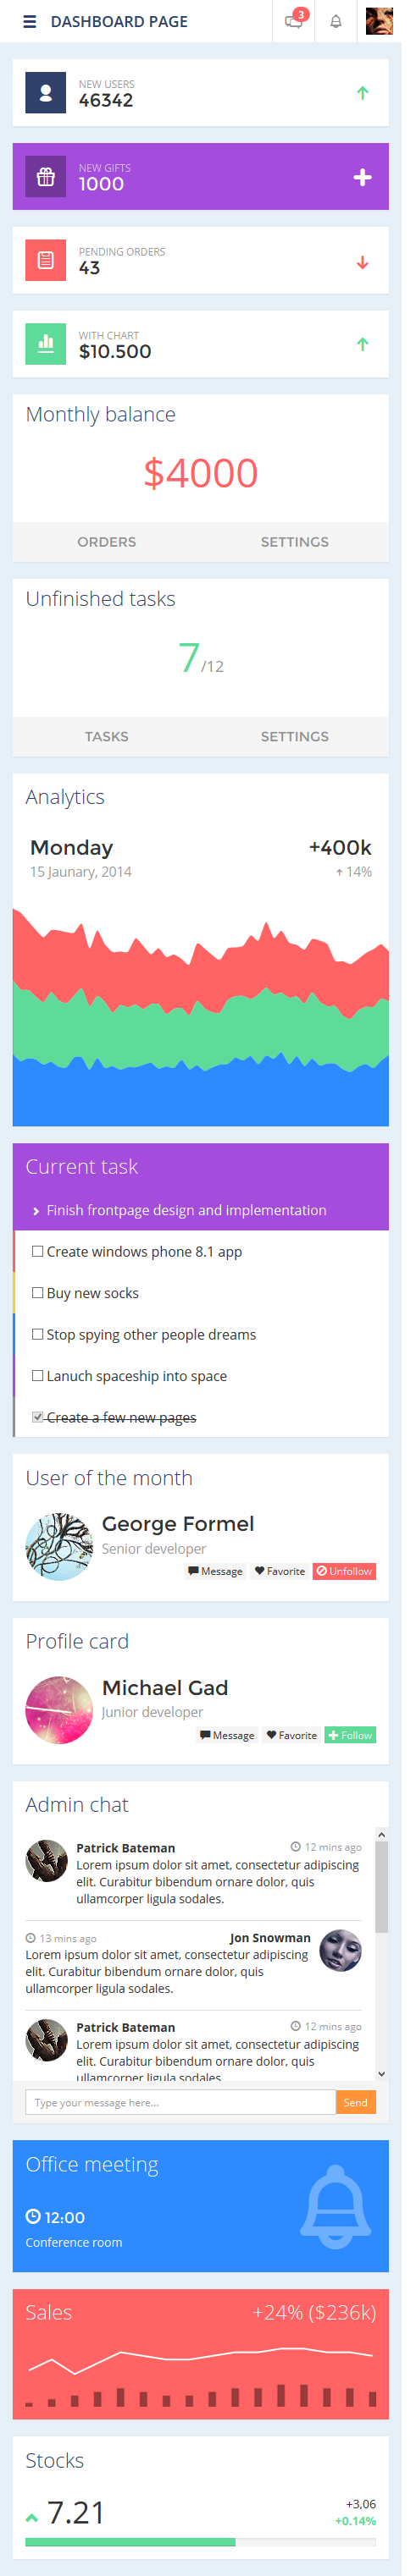 DASHBOARD PAGE
3
NEW USERS
46342
NEW GIFTS
1000
PENDING ORDERS
43
WITH CHART
$10.500
Monthly balance
$4000
ORDERS SETTINGS
Unfinished tasks
7/12
TASKS SETTINGS
Analytics
Monday +400k
15 Jaunary, 2014 14%
Current task
Finish frontpage design and implementation
Create windows phone 8.1 app
Buy new socks
Stop spying other people dreams
Lanuch spaceship into space
Create a few new pages
User of the month
George Formel
Senior developer
Message Favorite Unfollow
Profile card
Michael Gad
Junior developer
Message Favorite Follow
Admin chat
Patrick Bateman 12 mins ago
Lorem ipsum dolor sit amet, consectetur adipiscing
elit. Curabitur bibendum ornare dolor, quis
ullamcorper ligula sodales.
13 mins ago Jon Snowman
Lorem ipsum dolor sit amet, consectetur adipiscing
elit. Curabitur bibendum ornare dolor, quis
ullamcorper ligula sodales.
Patrick Bateman 12 mins ago
Lorem ipsum dolor sit amet, consectetur adipiscing
elit. Curabitur bibendum ornare dolor, quis
ullamcorper ligula sodales.
Type your message here... Send
Office meeting
12:00
Conference room
Sales +24% ($236k)
Stocks
7.21 +3,06
+0.14%